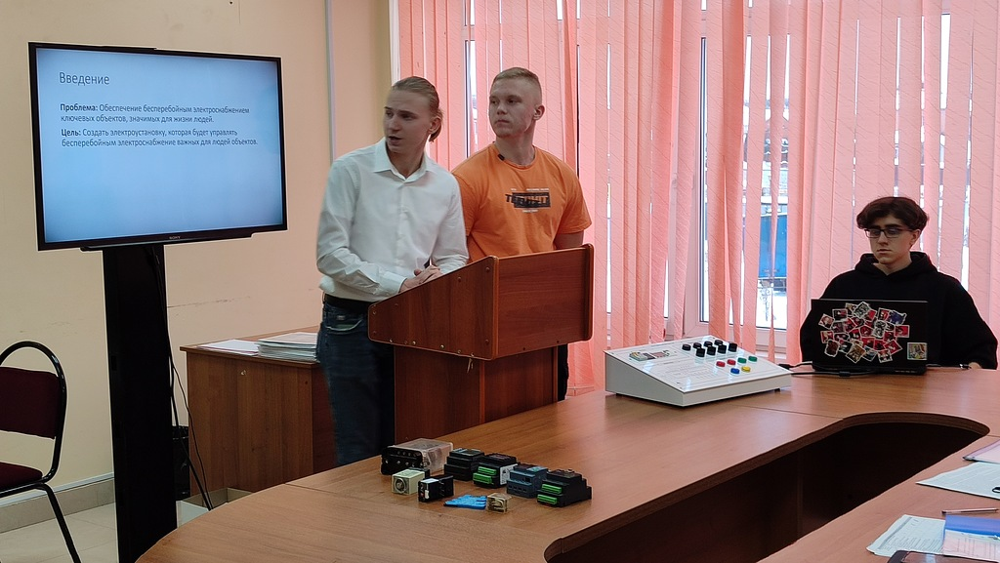 Введение
Проблема: Обеспечение бесперебойным электроснабжением
ключевых объектов, значимых для жизни людей.
Цель: Создать электроустановку, которая будет управлять
бесперебойным электроснабжение важных для людей объектов.
SONY